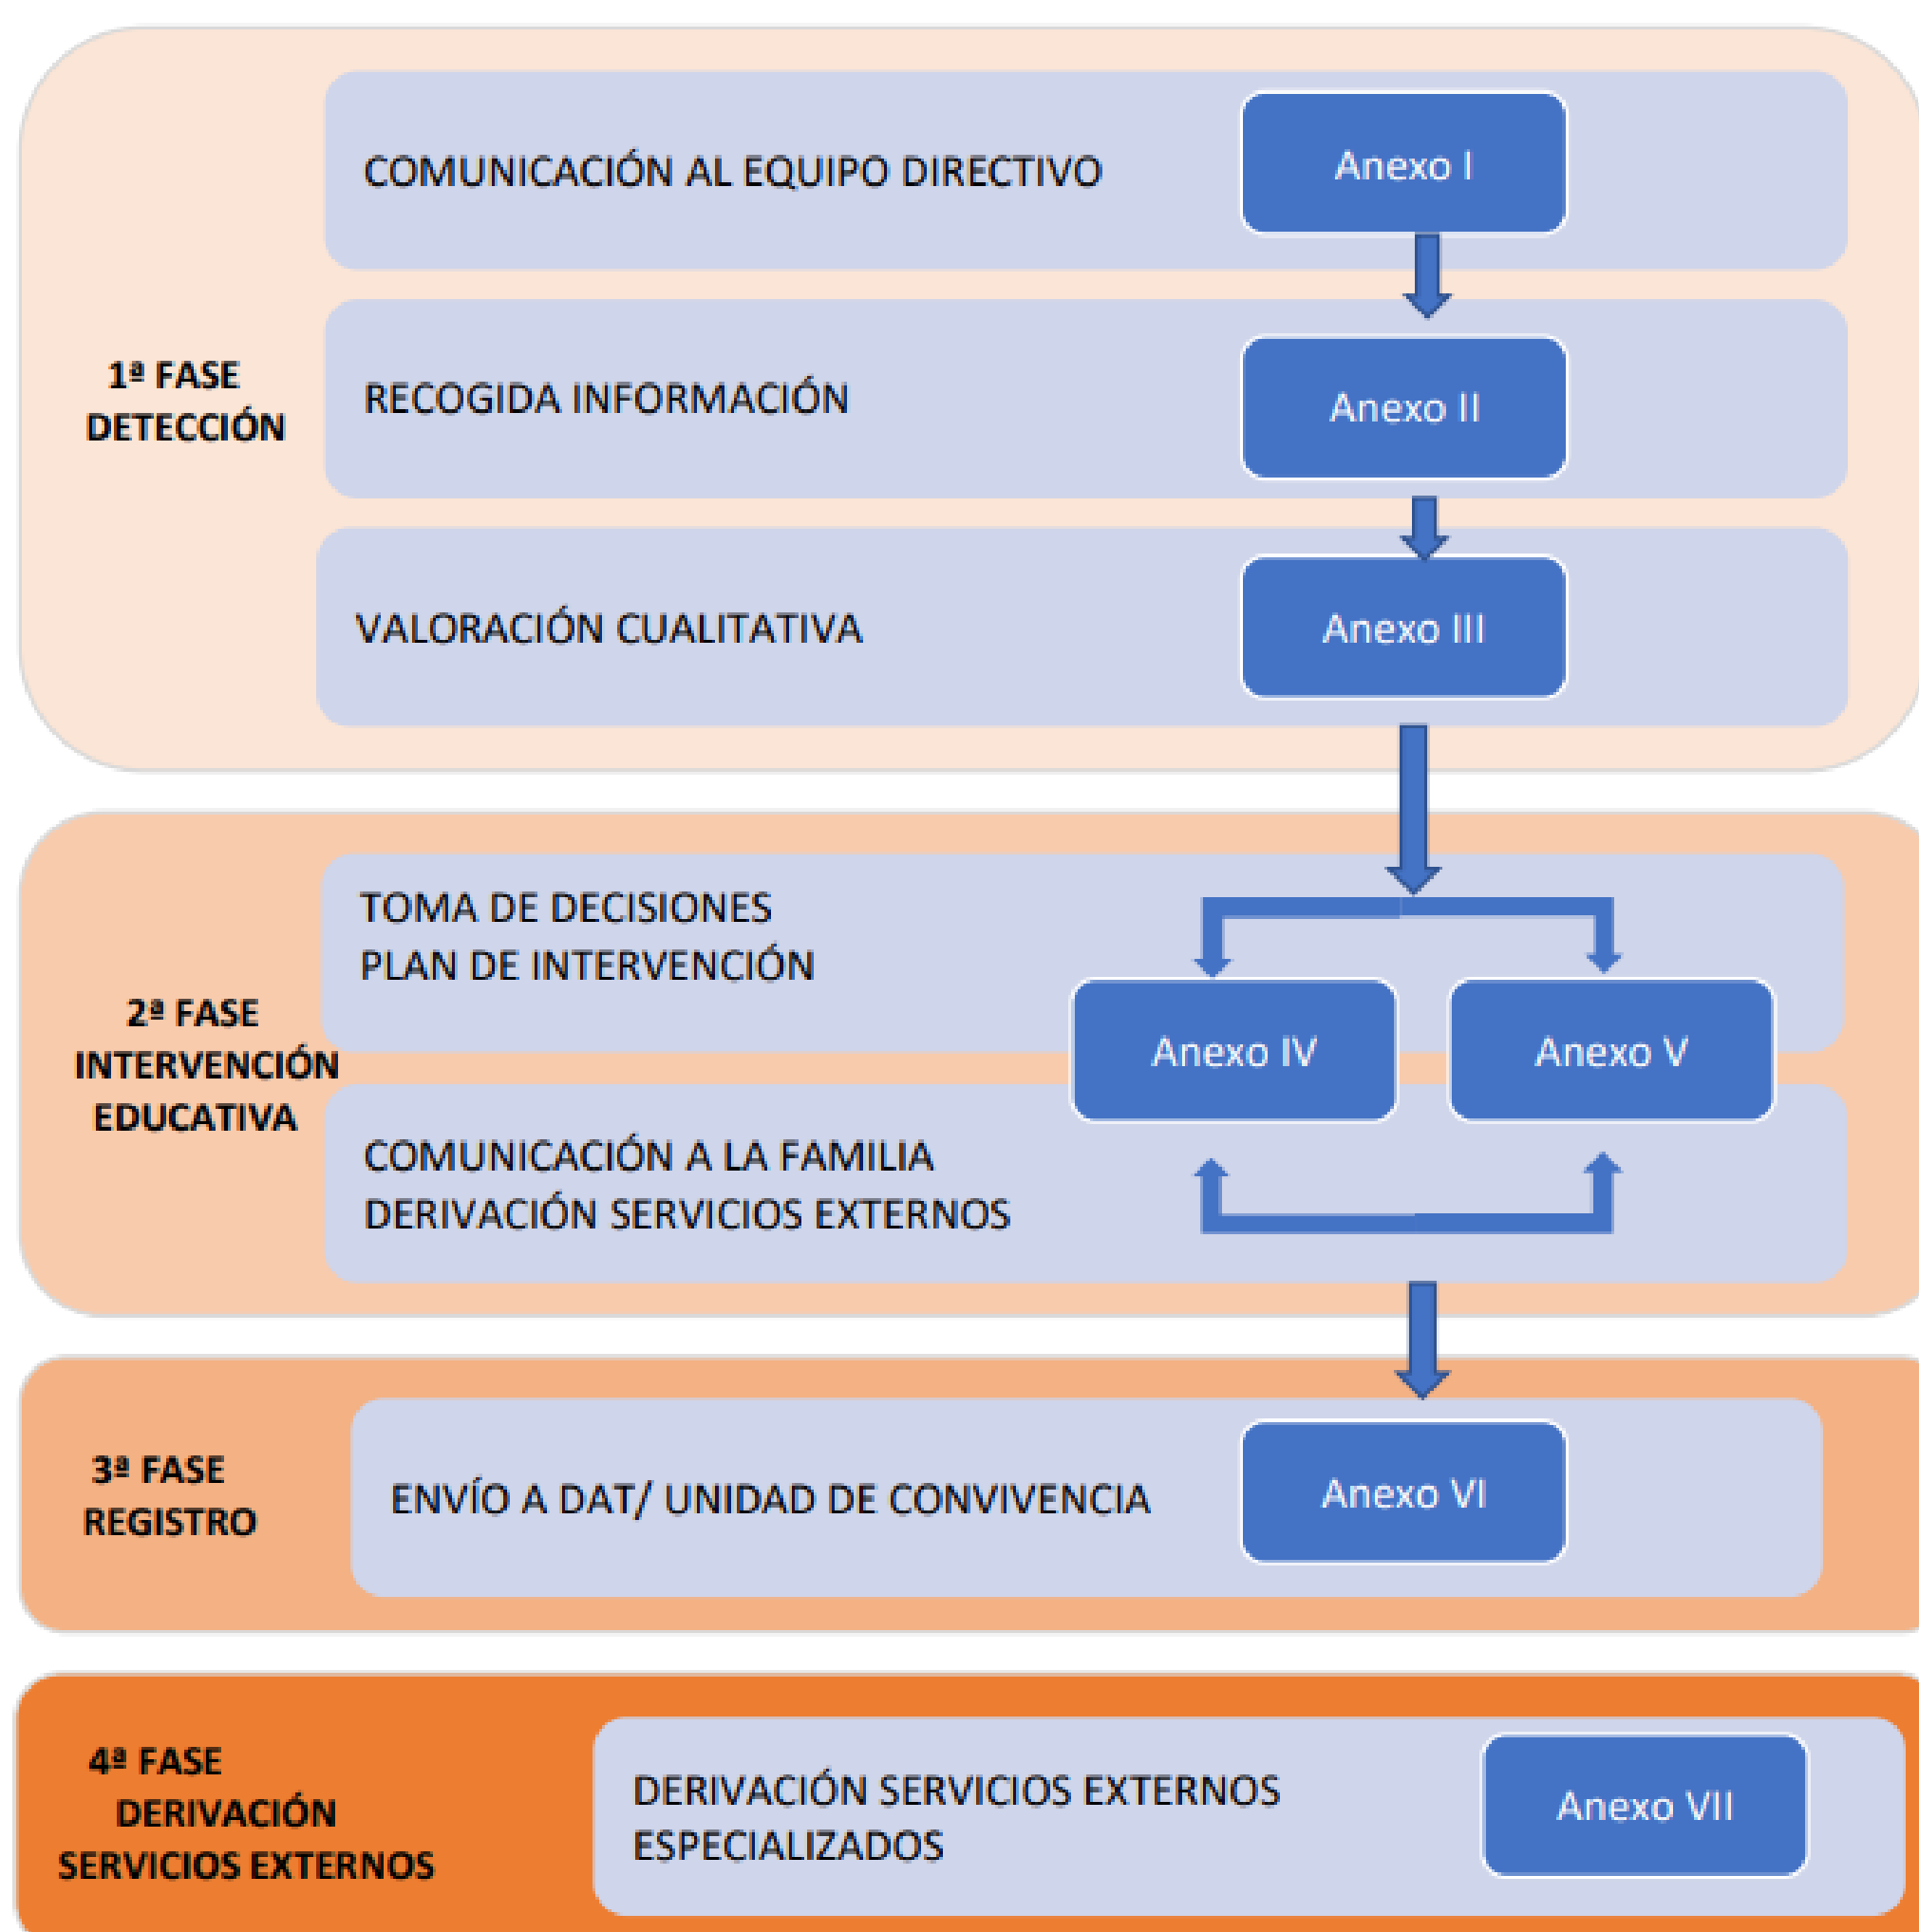 1ª FASE
DETECCIÓN
COMUNICACIÓN AL EQUIPO DIRECTIVO
Anexo I
RECOGIDA INFORMACIÓN
Anexo II
VALORACIÓN CUALITATIVA
Anexo III
2ª FASE
INTERVENCIÓN
EDUCATIVA
TOMA DE DECISIONES
PLAN DE INTERVENCIÓN
Anexo IV
Anexo V
COMUNICACIÓN A LA FAMILIA
DERIVACIÓN SERVICIOS EXTERNOS
3ª FASE
REGISTRO
ENVÍO A DAT/ UNIDAD DE CONVIVENCIA
Anexo VI
4ª FASE
DERIVACIÓN
SERVICIOS EXTERNOS
DERIVACIÓN SERVICIOS EXTERNOS
ESPECIALIZADOS
Anexo VII